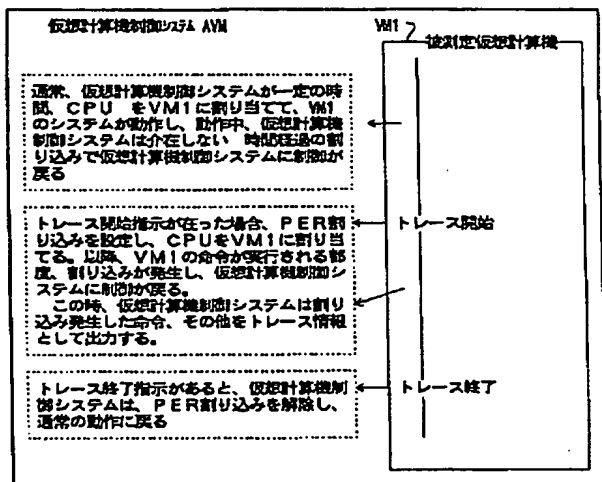 仮想計算機制御システム AVM
VM1
被測定仮想計算機
通常、仮想計算機制御システムが一定の時
間、CPU をVM1に割り当てて、VM1
のシステムが動作し、動作中、仮想計算機
制御システムは介在しない 時間経過の割
り込みで仮想計算機制御システムに制御が
戻る
トレース開始指示が在った場合、PER割
り込みを設定し、CPUをVM1に割り当
てる。以降、VM1の命令が実行される都
度、割り込みが発生し、仮想計算機制御シ
ステムに制御が戻る。
この時、仮想計算機制御システムは割り
込み発生した命令、その他をトレース情報
として出力する。
トレース開始
トレース終了指示があると、仮想計算機制
御システムは、PER割り込みを解除し、
通常の動作に戻る
トレース終了